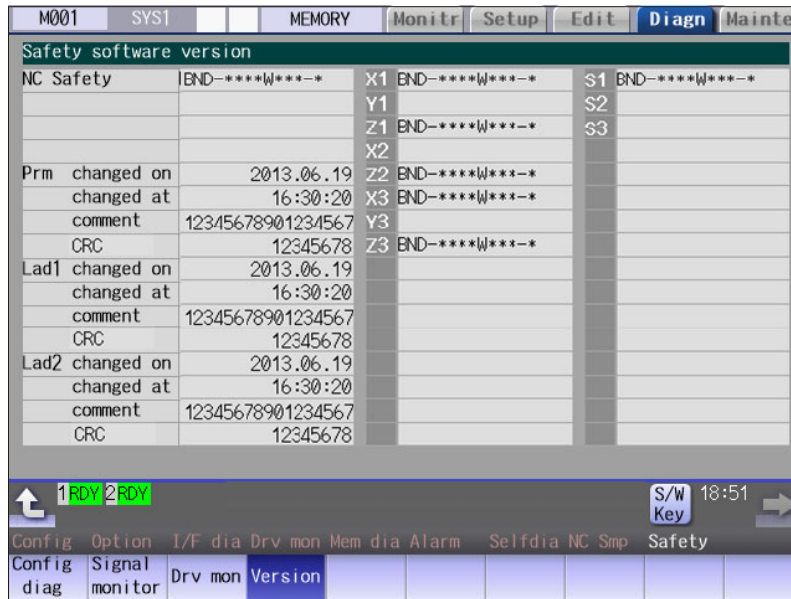 M001 SYS1 MEMORY Monitr Setup Edit Diagn Mainte
Safety software version
NC Safety BND-****W***-* X1 BND-****W***-* S1 BND-****W***-*
Y1 S2
Z1 BND-****W***-* S3
X2
Prm changed on 2013.06.19 Z2 BND-****W***-*
changed at 16:30:20 X3 BND-****W***-*
comment 12345678901234567 Y3
CRC 12345678 Z3 BND-****W***-*
Lad1 changed on 2013.06.19
changed at 16:30:20
comment 12345678901234567
CRC 12345678
Lad2 changed on 2013.06.19
changed at 16:30:20
comment 12345678901234567
CRC 12345678
1 RDY 2 RDY S/W Key 18:51
Config Option I/F dia Drv mon Mem dia Alarm Selfdia NC Smp Safety
Config diag Signal monitor Drv mon Version